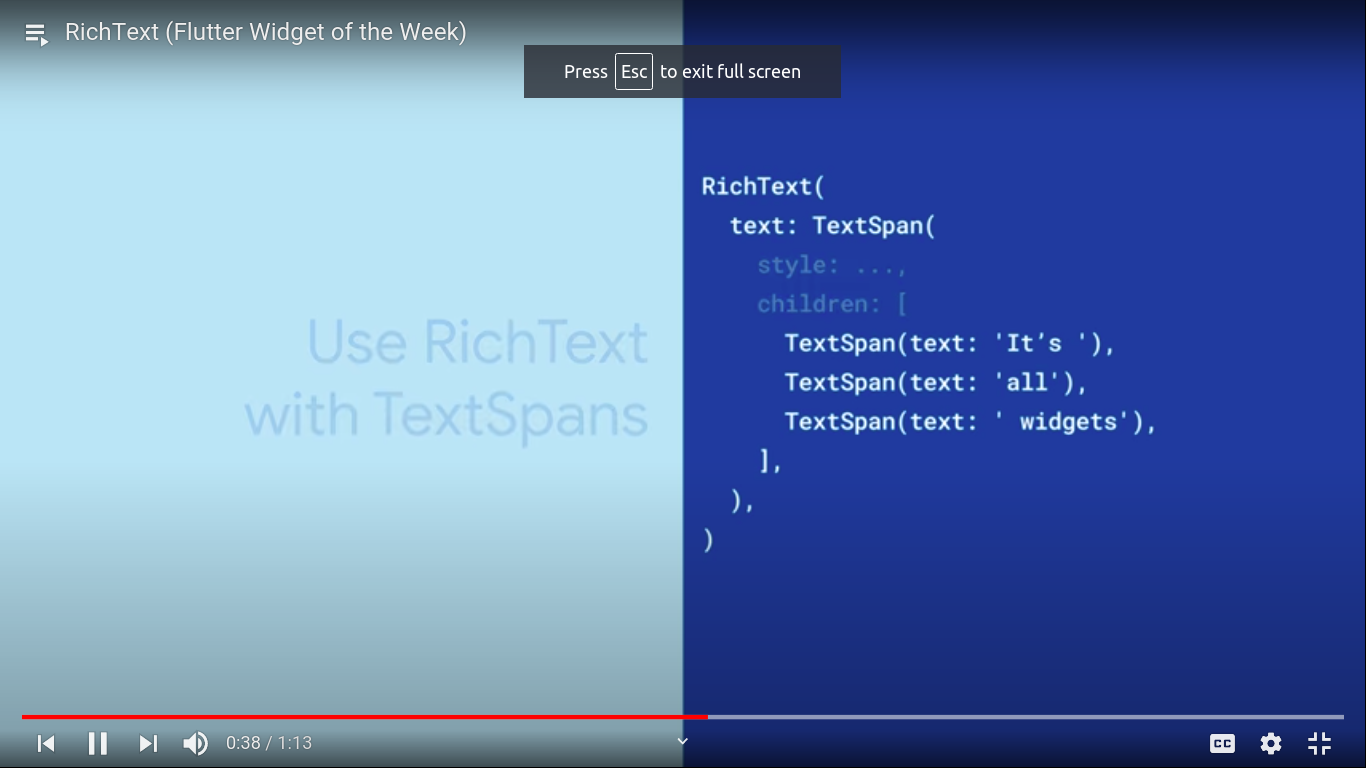 RichText (Flutter Widget of the Week)
Press Esc to exit full screen
Use RichText
with TextSpans
RichText(
text: TextSpan(
style: ...,
children: [
TextSpan(text: 'It’s '),
TextSpan(text: 'all'),
TextSpan(text: ' widgets'),
],
),
)
0:38 / 1:13
CC